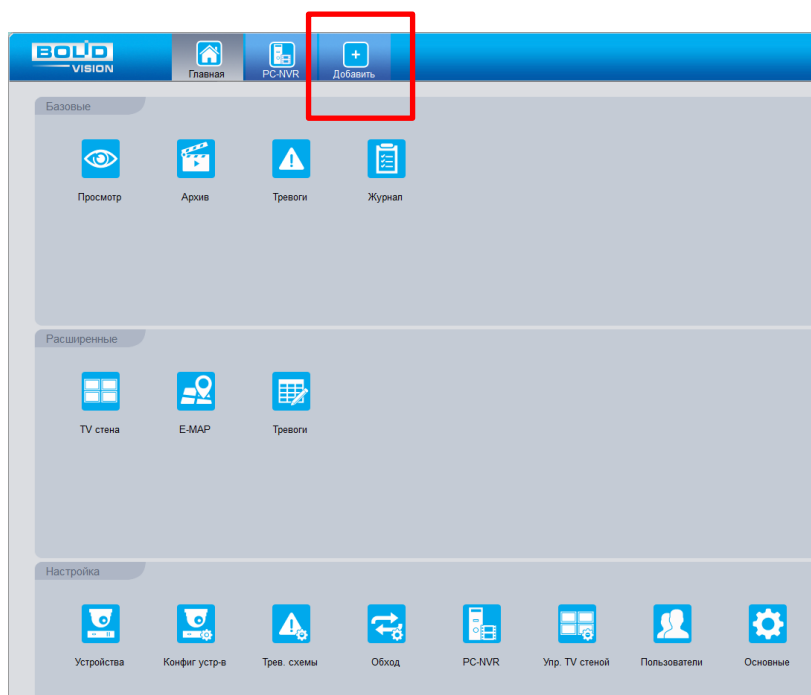 BOLID
VISION
Главная
PC-NVR
Добавить
Базовые
Просмотр
Архив
Тревоги
Журнал
Расширенные
TV стена
E-MAP
Тревоги
Настройка
Устройства
Конфиг устр-в
Трев. схемы
Обход
PC-NVR
Упр. TV стеной
Пользователи
Основные